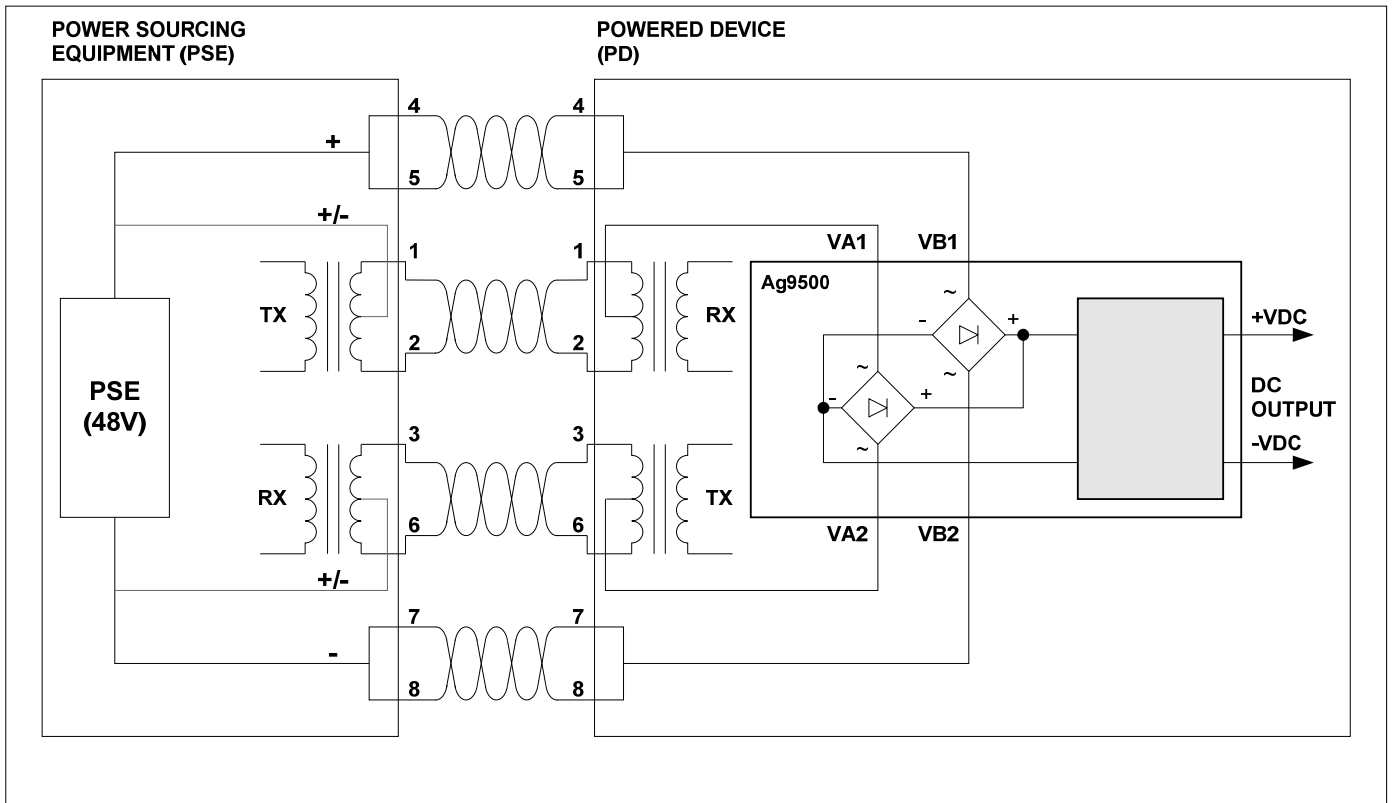 POWER SOURCING
EQUIPMENT (PSE)
POWERED DEVICE
(PD)
4
4
+
5
5
+/-
1
1
VA1
VB1
Ag9500
~
TX
RX
-
+
+VDC
2
2
~
~
PSE
(48V)
-
+
DC
OUTPUT
3
3
~
-VDC
RX
TX
6
6
VA2
VB2
+/-
7
7
-
8
8